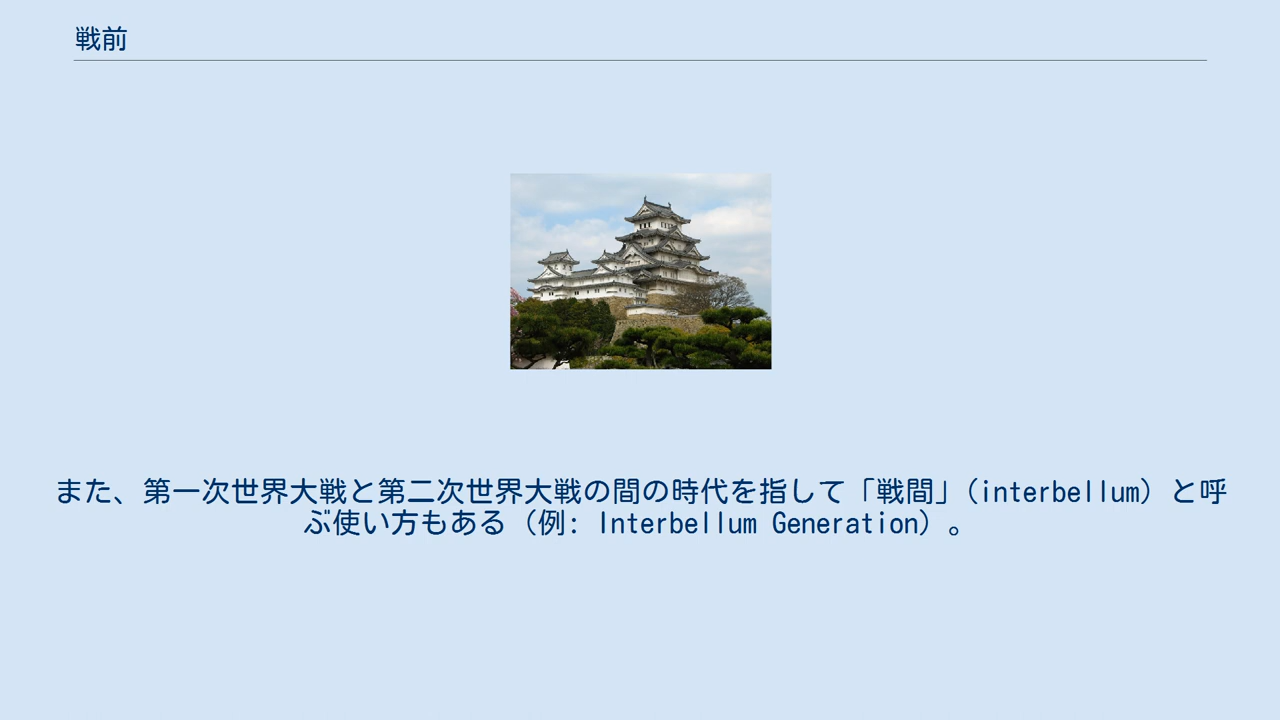 戦前
また、第一次世界大戦と第二次世界大戦の間の時代を指して「戦間」（interbellum）と呼
ぶ使い方もある（例: Interbellum Generation）。